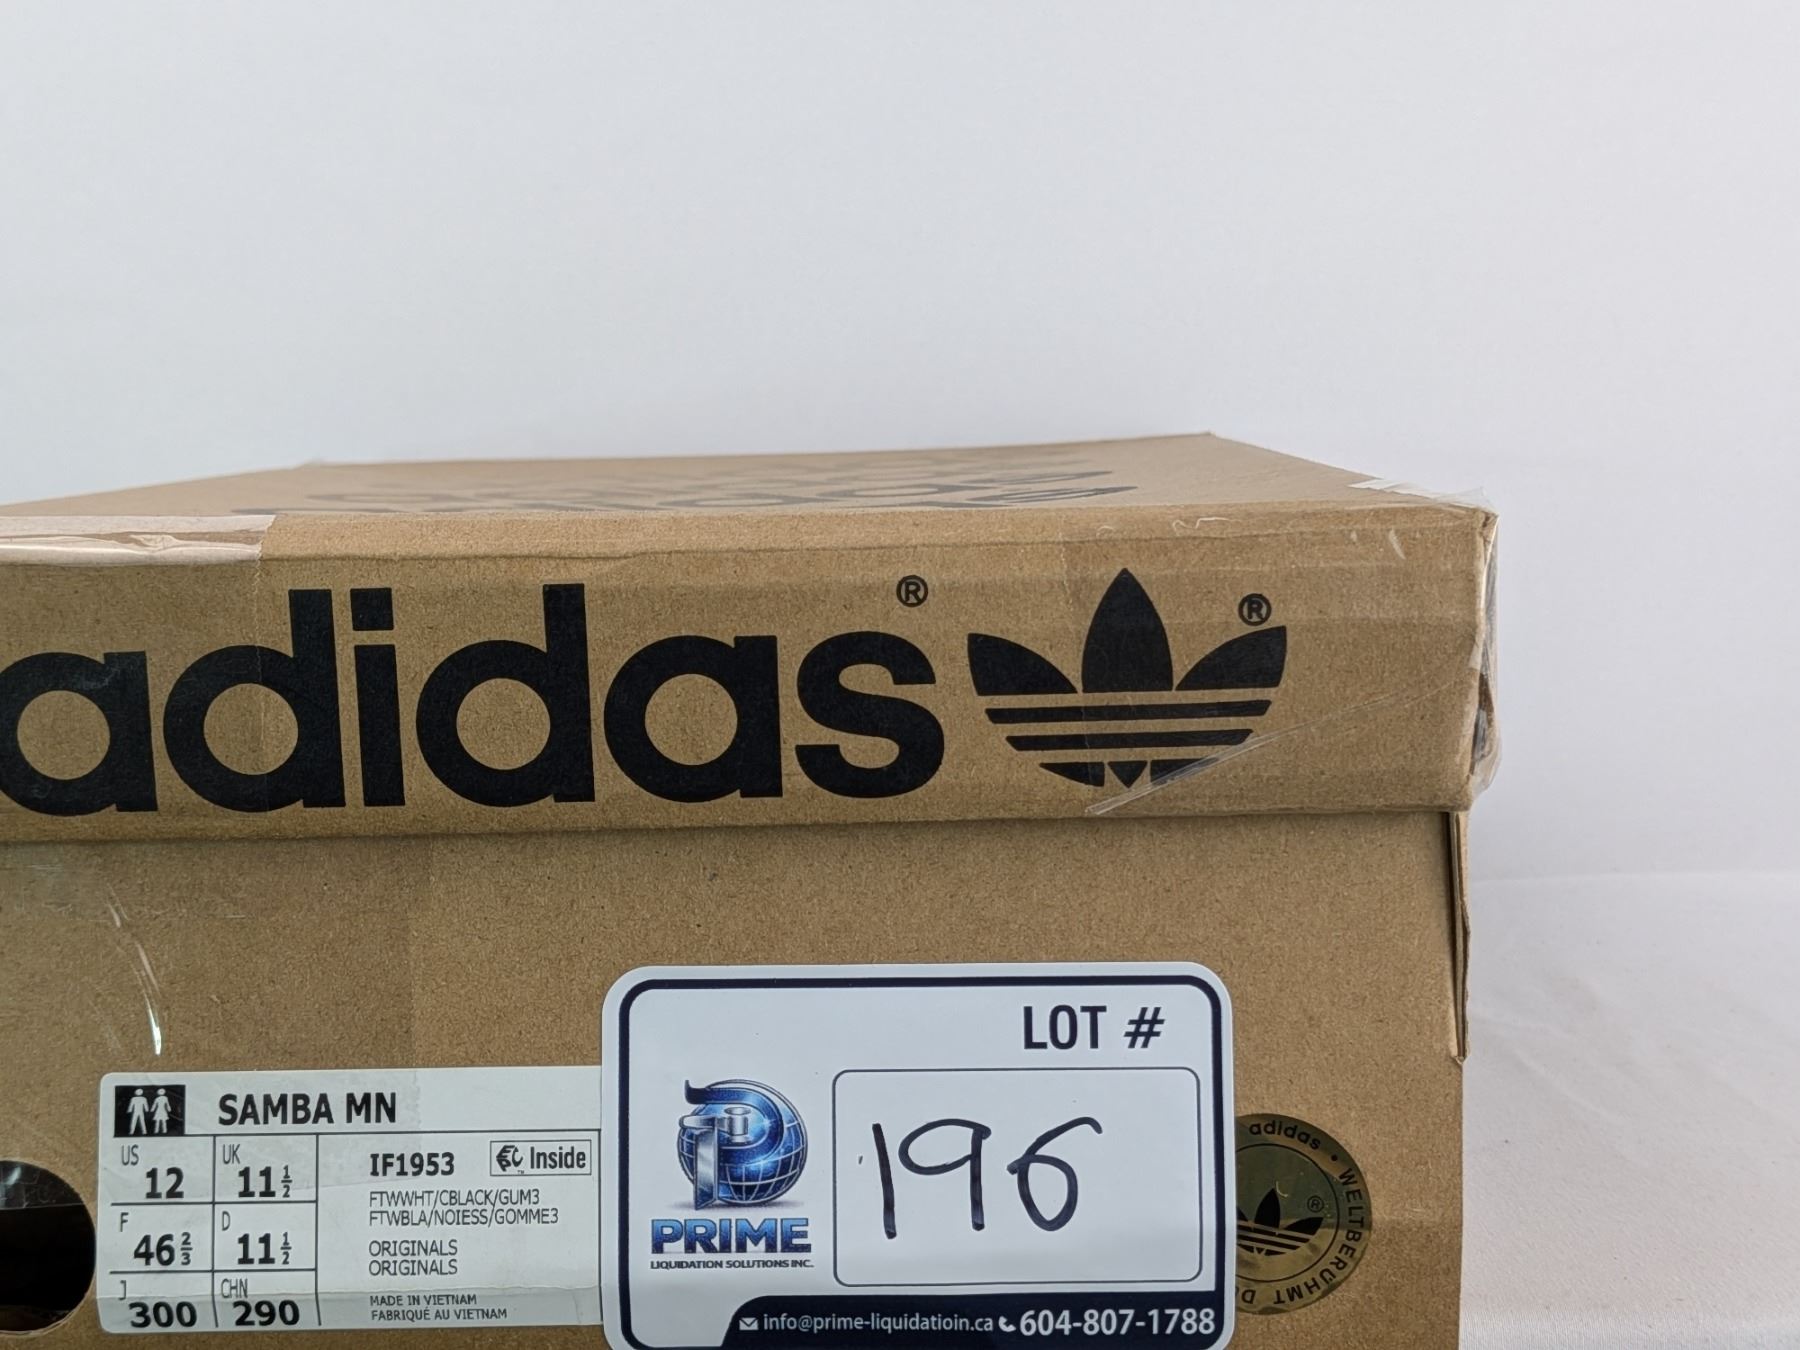 adidas® ®
LOT #
196
PRIME
LIQUIDATION SOLUTIONS INC.
info@prime-liquidatioin.ca 604-807-1788
SAMBA MN
US 12 UK 11 1/2
F 46 2/3 D 11 1/2
J 300 CHN 290
IF1953 Inside
FTWWHT/CBLACK/GUM3
FTWBLA/NOIESS/GOMME3
ORIGINALS
ORIGINALS
MADE IN VIETNAM
FABRIQUÉ AU VIETNAM
adidas • WELTBERÜHMT
®